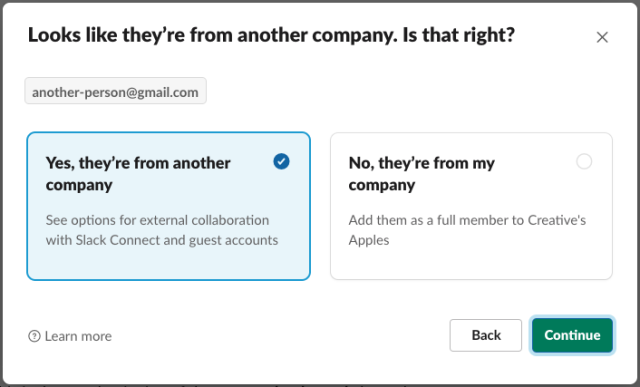 Looks like they’re from another company. Is that right?
another-person@gmail.com
Yes, they’re from another
company
See options for external collaboration
with Slack Connect and guest accounts
No, they’re from my
company
Add them as a full member to Creative's
Apples
Learn more
Back
Continue